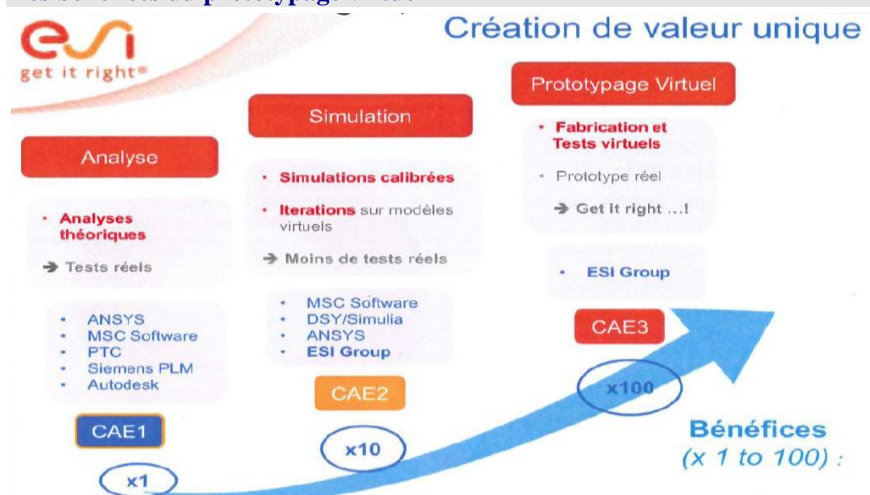 Création de valeur unique
esi
get it right®
Prototypage Virtuel
Simulation
Analyse
• Fabrication et
Tests virtuels
• Prototype réel
➔ Get it right ...!
• Simulations calibrées
• Iterations sur modèles
virtuels
➔ Moins de tests réels
• Analyses
théoriques
➔ Tests réels
• ESI Group
• MSC Software
• DSY/Simulia
• ANSYS
• ESI Group
• ANSYS
• MSC Software
• PTC
• Siemens PLM
• Autodesk
CAE3
CAE2
CAE1
x100
x10
x1
Bénéfices
(x 1 to 100) :